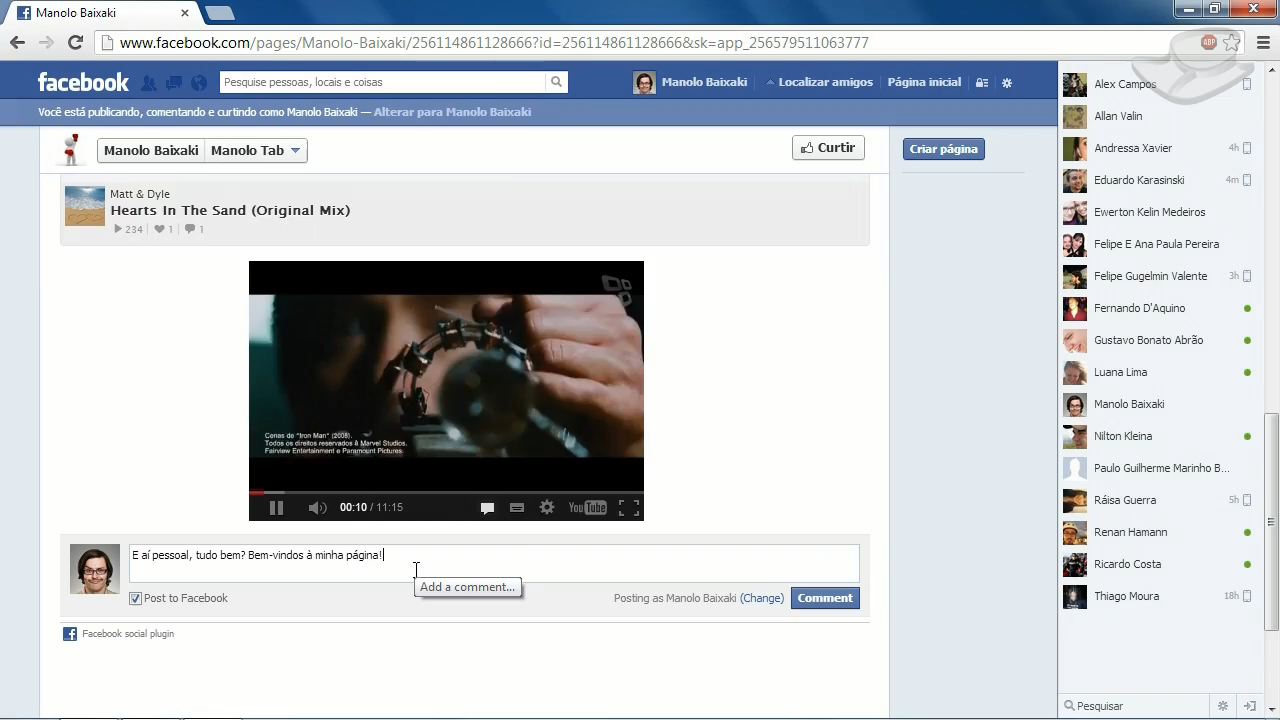 Manolo Baixaki
www.facebook.com/pages/Manolo-Baixaki/256114861128666?id=256114861128666&sk=app_256579511063777
ABP
facebook
Pesquise pessoas, locais e coisas
Manolo Baixaki
Localizar amigos
Página inicial
Você está publicando, comentando e curtindo como Manolo Baixaki — Alterar para Manolo Baixaki
Manolo Baixaki
Manolo Tab
Curtir
Criar página
Matt & Dyle
Hearts In The Sand (Original Mix)
234 1 1
Cenas de "Iron Man" (2008).
Todos os direitos reservados à Marvel Studios.
Fairview Entertainment e Paramount Pictures.
00:10 / 11:15
YouTube
E aí pessoal, tudo bem? Bem-vindos à minha página!
Add a comment...
Post to Facebook
Posting as Manolo Baixaki (Change)
Comment
Facebook social plugin
Alex Campos
Allan Valin
Andressa Xavier 4h
Eduardo Karasinski 4m
Ewerton Kelin Medeiros
Felipe E Ana Paula Pereira
Felipe Gugelmin Valente 3h
Fernando D'Aquino
Gustavo Bonato Abrão
Luana Lima
Manolo Baixaki
Nilton Kleina
Paulo Guilherme Marinho B...
Ráisa Guerra 5h
Renan Hamann
Ricardo Costa
Thiago Moura 18h
Pesquisar